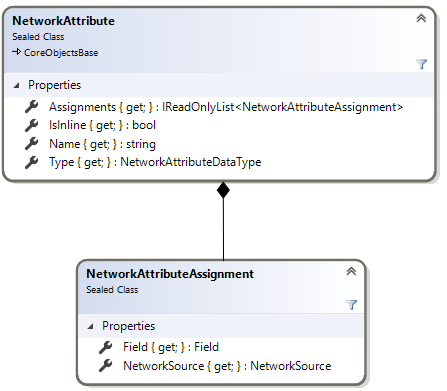 NetworkAttribute
Sealed Class
CoreObjectsBase
Properties
Assignments { get; } : IReadOnlyList<NetworkAttributeAssignment>
IsInline { get; } : bool
Name { get; } : string
Type { get; } : NetworkAttributeDataType
NetworkAttributeAssignment
Sealed Class
Properties
Field { get; } : Field
NetworkSource { get; } : NetworkSource